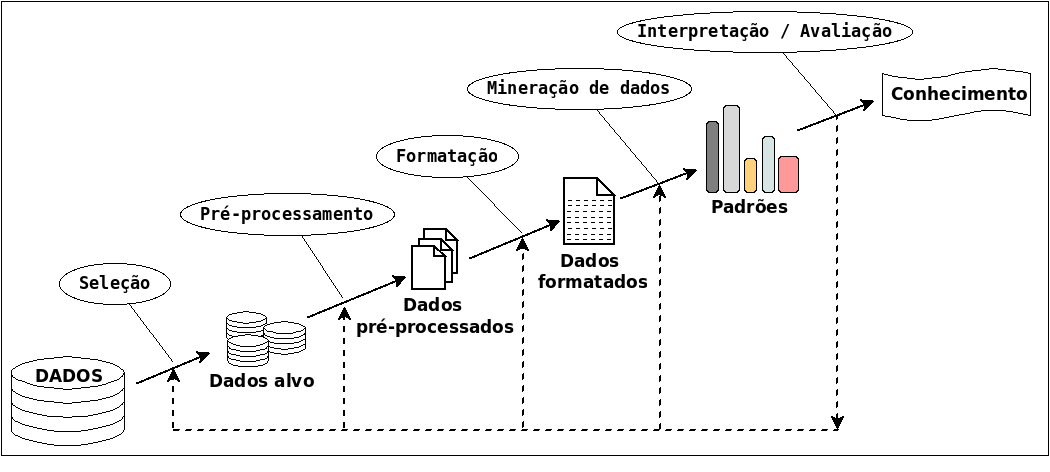 Interpretação / Avaliação
Conhecimento
Mineração de dados
Padrões
Formatação
Dados
formatados
Pré-processamento
Dados
pré-processados
Seleção
Dados alvo
DADOS